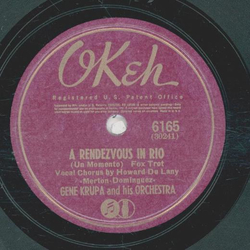 OKeh
Registered U. S. Patent Office
6165
(30241)
A RENDEZVOUS IN RIO
(Un Momento) Fox Trot
Vocal Chorus by Howard Du Lany
-Morton-Dominguez-
GENE KRUPA and his ORCHESTRA